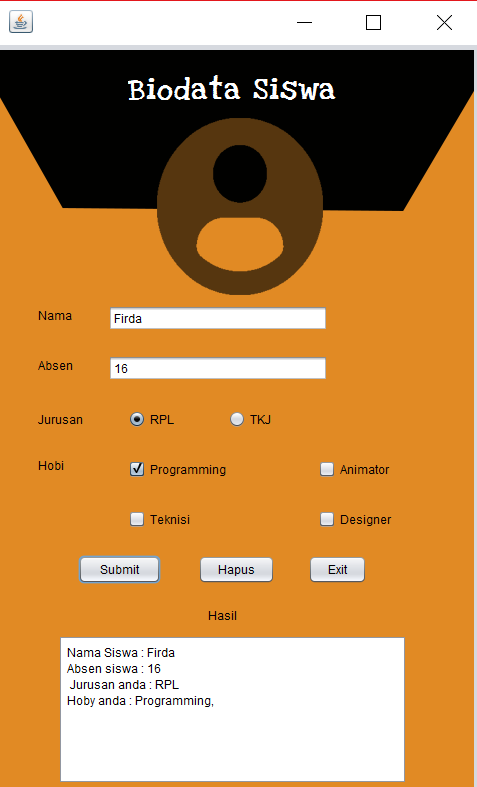 Biodata Siswa
Nama Firda
Absen 16
Jurusan RPL TKJ
Hobi Programming Animator
Teknisi Designer
Submit Hapus Exit
Hasil
Nama Siswa : Firda
Absen siswa : 16
Jurusan anda : RPL
Hoby anda : Programming,